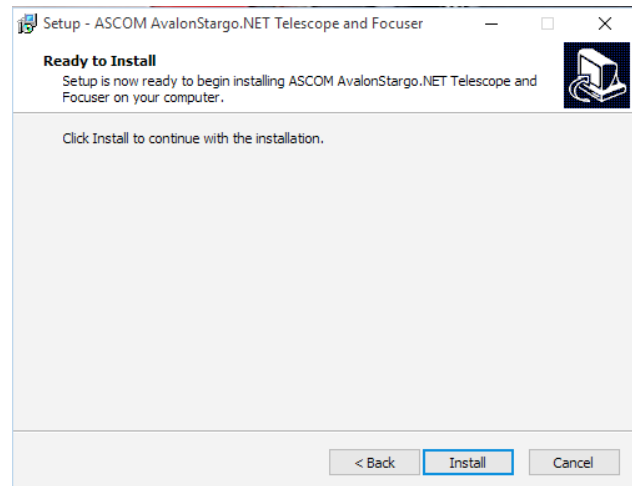 Setup - ASCOM AvalonStargo.NET Telescope and Focuser
Ready to Install
Setup is now ready to begin installing ASCOM AvalonStargo.NET Telescope and
Focuser on your computer.
Click Install to continue with the installation.
< Back Install Cancel